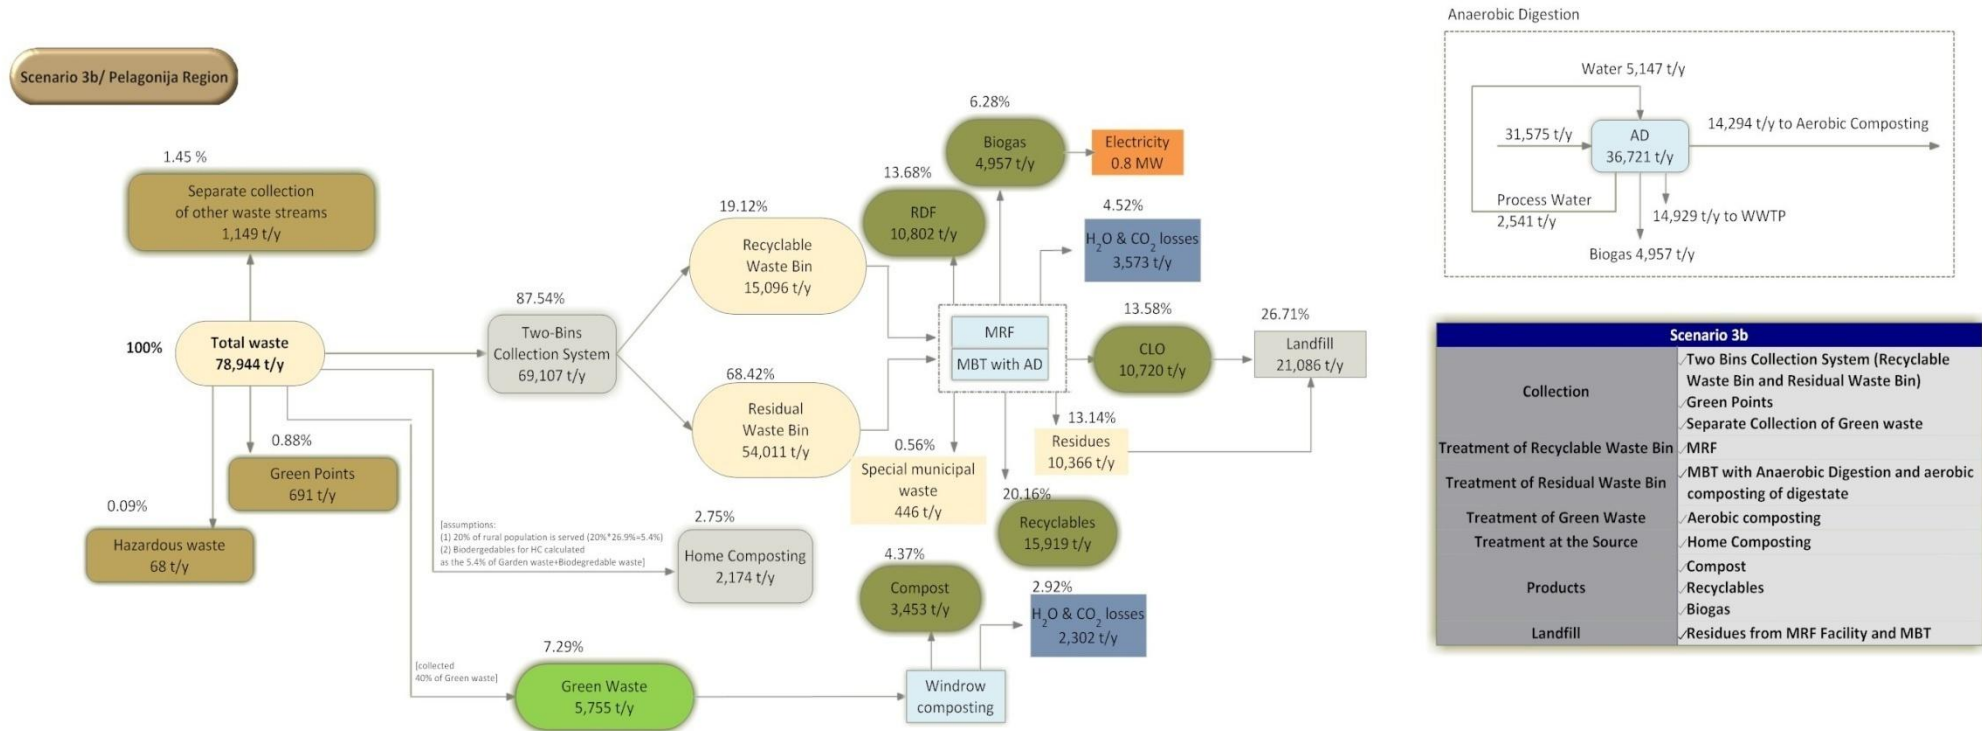 Scenario 3b/ Pelagonija Region
1.45 %
Separate collection
of other waste streams
1,149 t/y
100%
Total waste
78,944 t/y
0.88%
Green Points
691 t/y
0.09%
Hazardous waste
68 t/y
87.54%
Two-Bins
Collection System
69,107 t/y
19.12%
Recyclable
Waste Bin
15,096 t/y
68.42%
Residual
Waste Bin
54,011 t/y
[assumptions:
(1) 20% of rural population is served (20%*26.9%=5.4%)
(2) Biodergedables for HC calculated
as the 5.4% of Garden waste+Biodegredable waste]
2.75%
Home Composting
2,174 t/y
[collected
40% of Green waste]
7.29%
Green Waste
5,755 t/y
6.28%
Biogas
4,957 t/y
Electricity
0.8 MW
13.68%
RDF
10,802 t/y
4.52%
H2O & CO2 losses
3,573 t/y
MRF
MBT with AD
13.58%
CLO
10,720 t/y
26.71%
Landfill
21,086 t/y
13.14%
Residues
10,366 t/y
0.56%
Special municipal
waste
446 t/y
20.16%
Recyclables
15,919 t/y
4.37%
Compost
3,453 t/y
2.92%
H2O & CO2 losses
2,302 t/y
Windrow
composting
Anaerobic Digestion
Water 5,147 t/y
31,575 t/y
AD
36,721 t/y
14,294 t/y to Aerobic Composting
Process Water
2,541 t/y
14,929 t/y to WWTP
Biogas 4,957 t/y
Scenario 3b
Collection
✓Two Bins Collection System (Recyclable
Waste Bin and Residual Waste Bin)
✓Green Points
✓Separate Collection of Green waste
Treatment of Recyclable Waste Bin ✓MRF
Treatment of Residual Waste Bin
✓MBT with Anaerobic Digestion and aerobic
composting of digestate
Treatment of Green Waste ✓Aerobic composting
Treatment at the Source ✓Home Composting
Products
✓Compost
✓Recyclables
✓Biogas
Landfill ✓Residues from MRF Facility and MBT